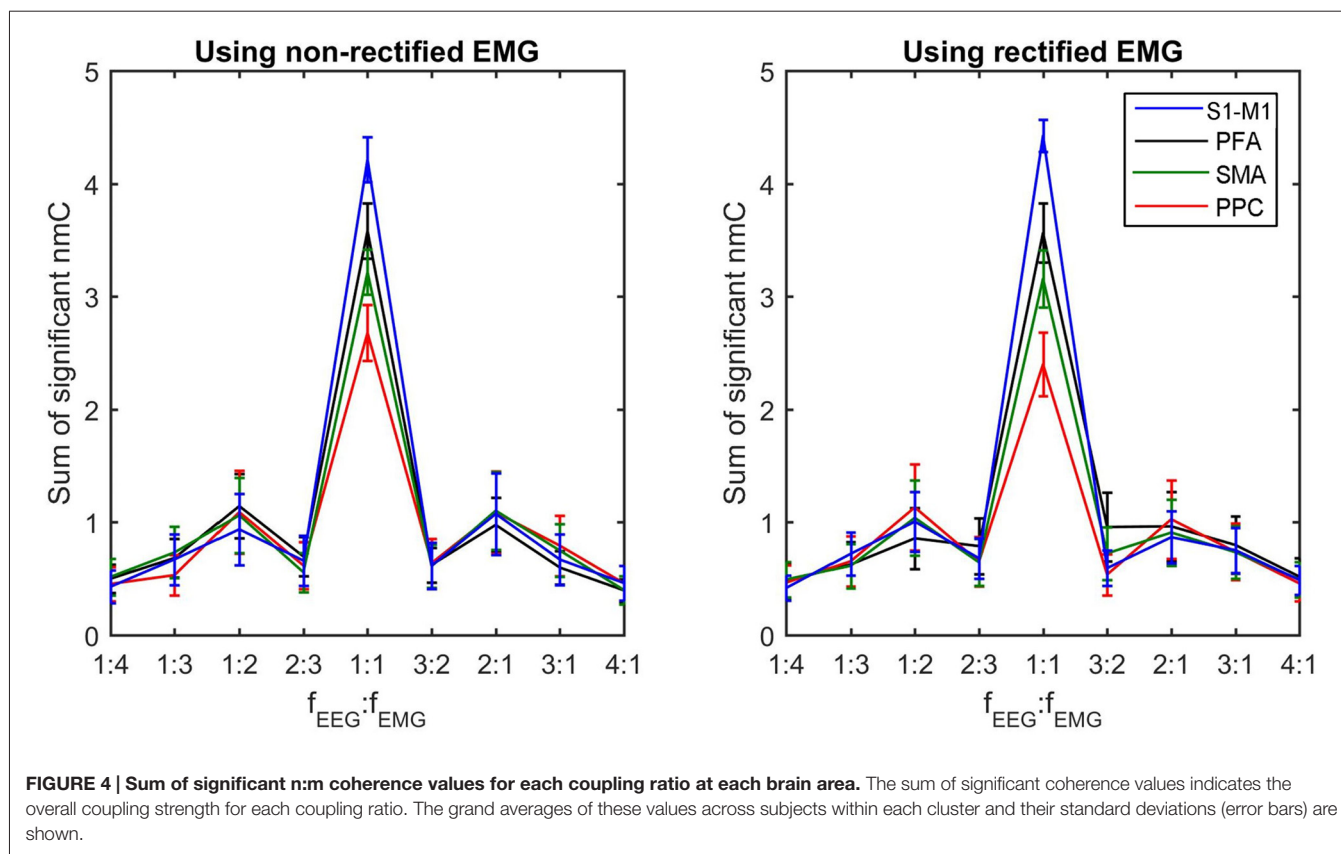 Using non-rectified EMG
5
4
3
2
1
0
Sum of significant nmC
1:4 1:3 1:2 2:3 1:1 3:2 2:1 3:1 4:1
fEEG:fEMG
Using rectified EMG
S1-M1
PFA
SMA
PPC
5
4
3
2
1
0
Sum of significant nmC
1:4 1:3 1:2 2:3 1:1 3:2 2:1 3:1 4:1
fEEG:fEMG
FIGURE 4 | Sum of significant n:m coherence values for each coupling ratio at each brain area. The sum of significant coherence values indicates the
overall coupling strength for each coupling ratio. The grand averages of these values across subjects within each cluster and their standard deviations (error bars) are
shown.